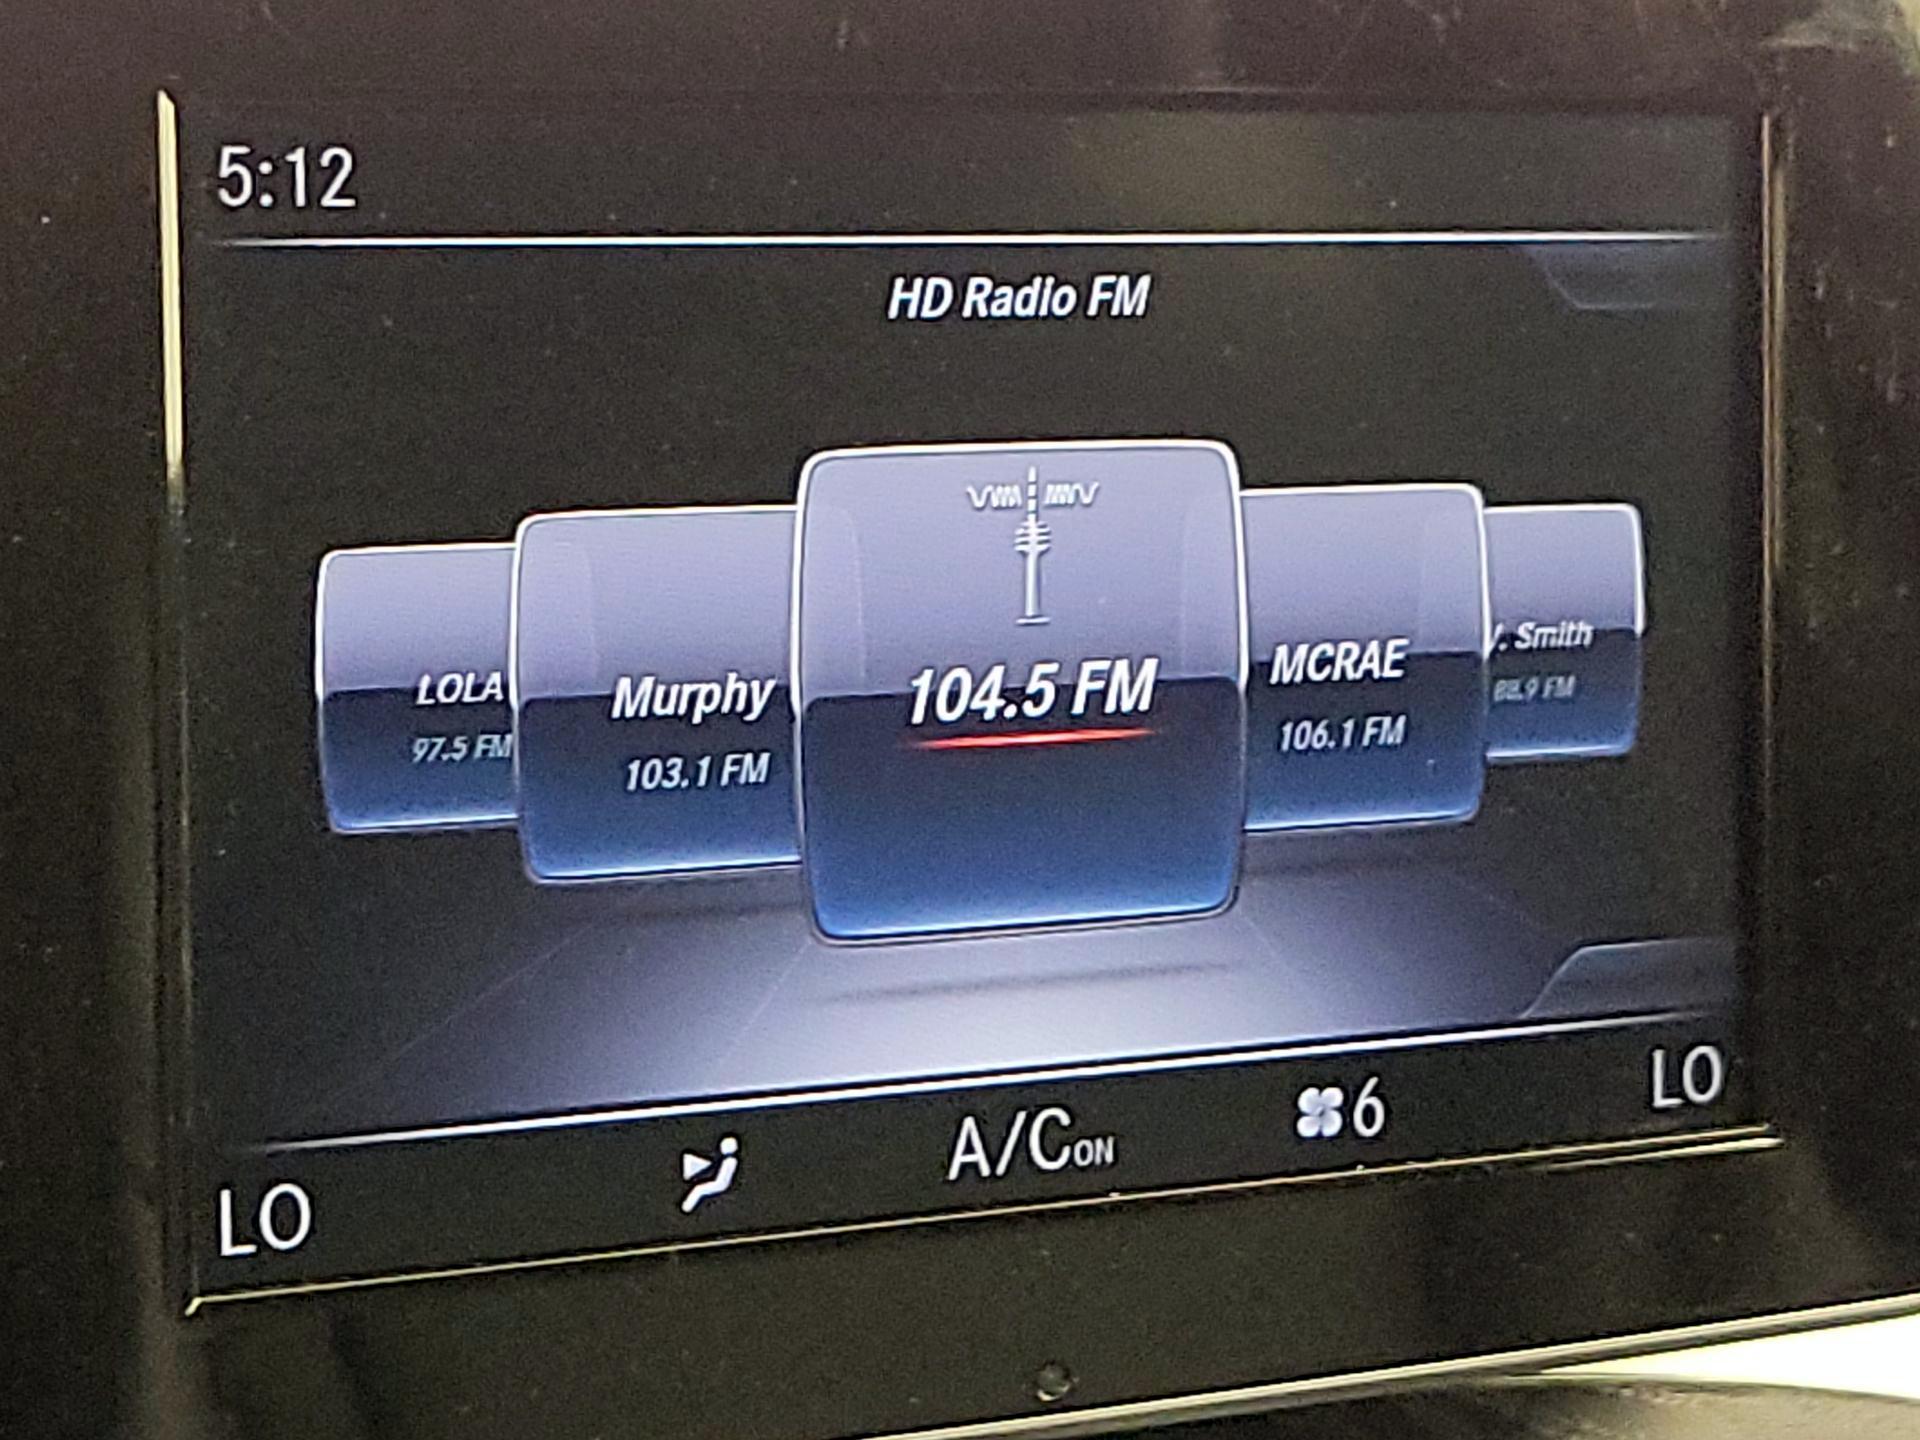 5:12
HD Radio FM
LOLA
97.5 FM
Murphy
103.1 FM
104.5 FM
MCRAE
106.1 FM
. Smith
88.9 FM
LO
A/C ON
6
LO